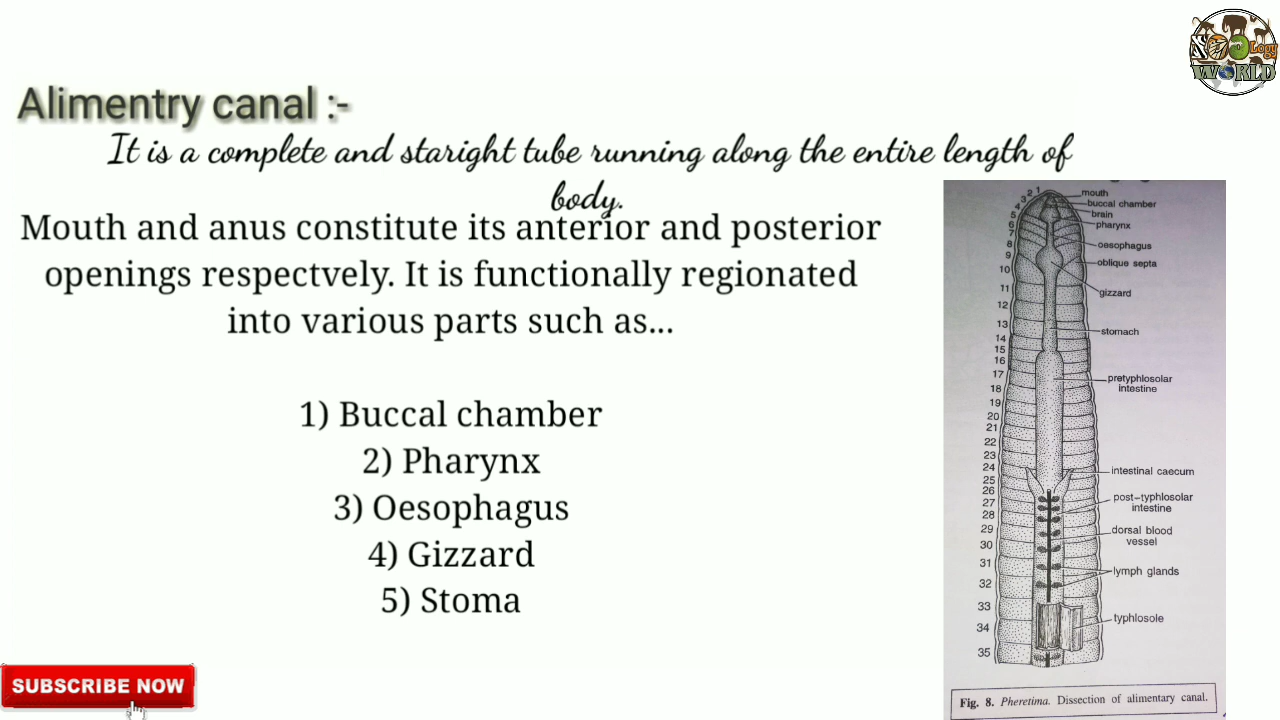 ZOOLOGY
WORLD
Alimentry canal :-
It is a complete and staright tube running along the entire length of
body.
Mouth and anus constitute its anterior and posterior
openings respectvely. It is functionally regionated
into various parts such as...
1) Buccal chamber
2) Pharynx
3) Oesophagus
4) Gizzard
5) Stoma
SUBSCRIBE NOW
1
2
3
4
5
6
7
8
9
10
11
12
13
14
15
16
17
18
19
20
21
22
23
24
25
26
27
28
29
30
31
32
33
34
35
mouth
buccal chamber
brain
pharynx
oesophagus
oblique septa
gizzard
stomach
pretyphlosolar
intestine
intestinal caecum
post-typhlosolar
intestine
dorsal blood
vessel
lymph glands
typhlosole
Fig. 8. Pheretima. Dissection of alimentary canal.